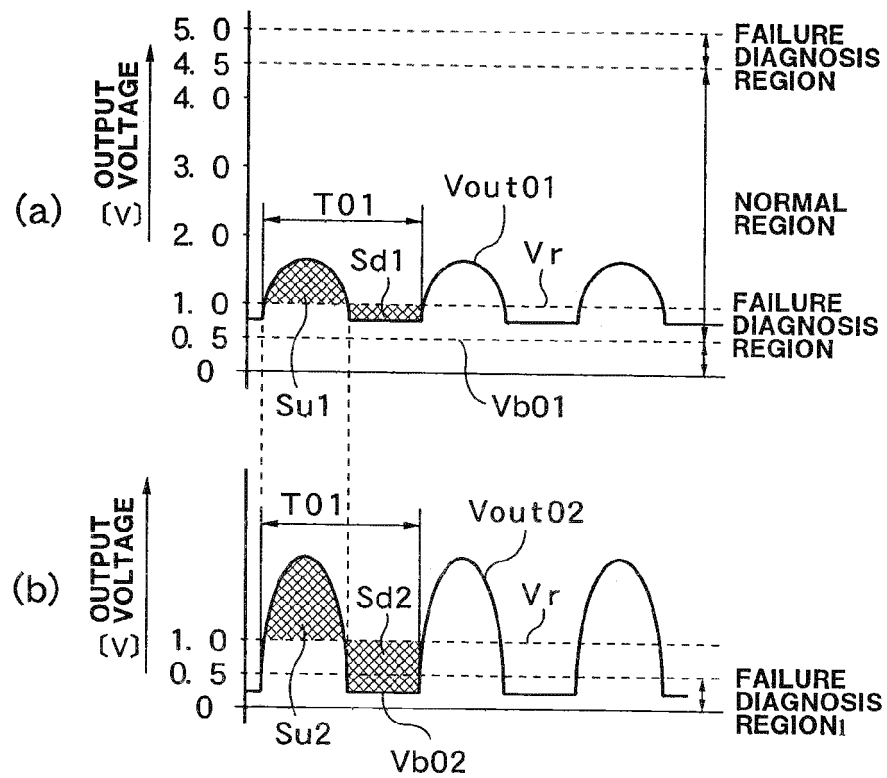 (a)
OUTPUT
VOLTAGE
[V]
5. 0
4. 5
4. 0
3. 0
2. 0
1. 0
0. 5
0
T01
Vout01
Sd1
Vr
Su1
Vb01
FAILURE
DIAGNOSIS
REGION
NORMAL
REGION
FAILURE
DIAGNOSIS
REGION
(b)
OUTPUT
VOLTAGE
[V]
1. 0
0. 5
0
T01
Vout02
Sd2
Vr
Su2
Vb02
FAILURE
DIAGNOSIS
REGION1